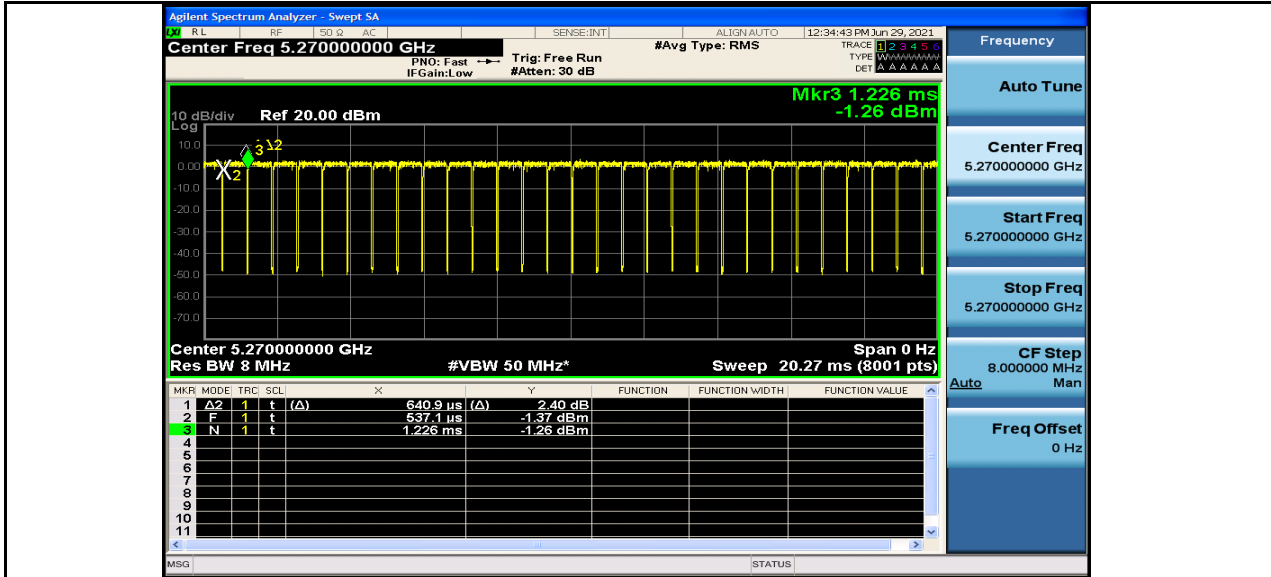 Agilent Spectrum Analyzer - Swept SA
LXI RL RF 50 Ω AC SENSE:INT ALIGN AUTO 12:34:43 PM Jun 29, 2021
Center Freq 5.270000000 GHz #Avg Type: RMS TRACE 1 2 3 4 5 6
PNO: Fast Trig: Free Run TYPE WWWWWW
IFGain:Low #Atten: 30 dB DET A A A A A A
Mkr3 1.226 ms
10 dB/div Ref 20.00 dBm -1.26 dBm
Log
10.0
0.00
-10.0
-20.0
-30.0
-40.0
-50.0
-60.0
-70.0
X2
3 Δ2
Center 5.270000000 GHz Span 0 Hz
Res BW 8 MHz #VBW 50 MHz* Sweep 20.27 ms (8001 pts)
MKR MODE TRC SCL X Y FUNCTION FUNCTION WIDTH FUNCTION VALUE
1 Δ2 1 t (Δ) 640.9 µs (Δ) 2.40 dB
2 F 1 t 537.1 µs -1.37 dBm
3 N 1 t 1.226 ms -1.26 dBm
4
5
6
7
8
9
10
11
MSG STATUS
Frequency
Auto Tune
Center Freq
5.270000000 GHz
Start Freq
5.270000000 GHz
Stop Freq
5.270000000 GHz
CF Step
8.000000 MHz
Auto Man
Freq Offset
0 Hz